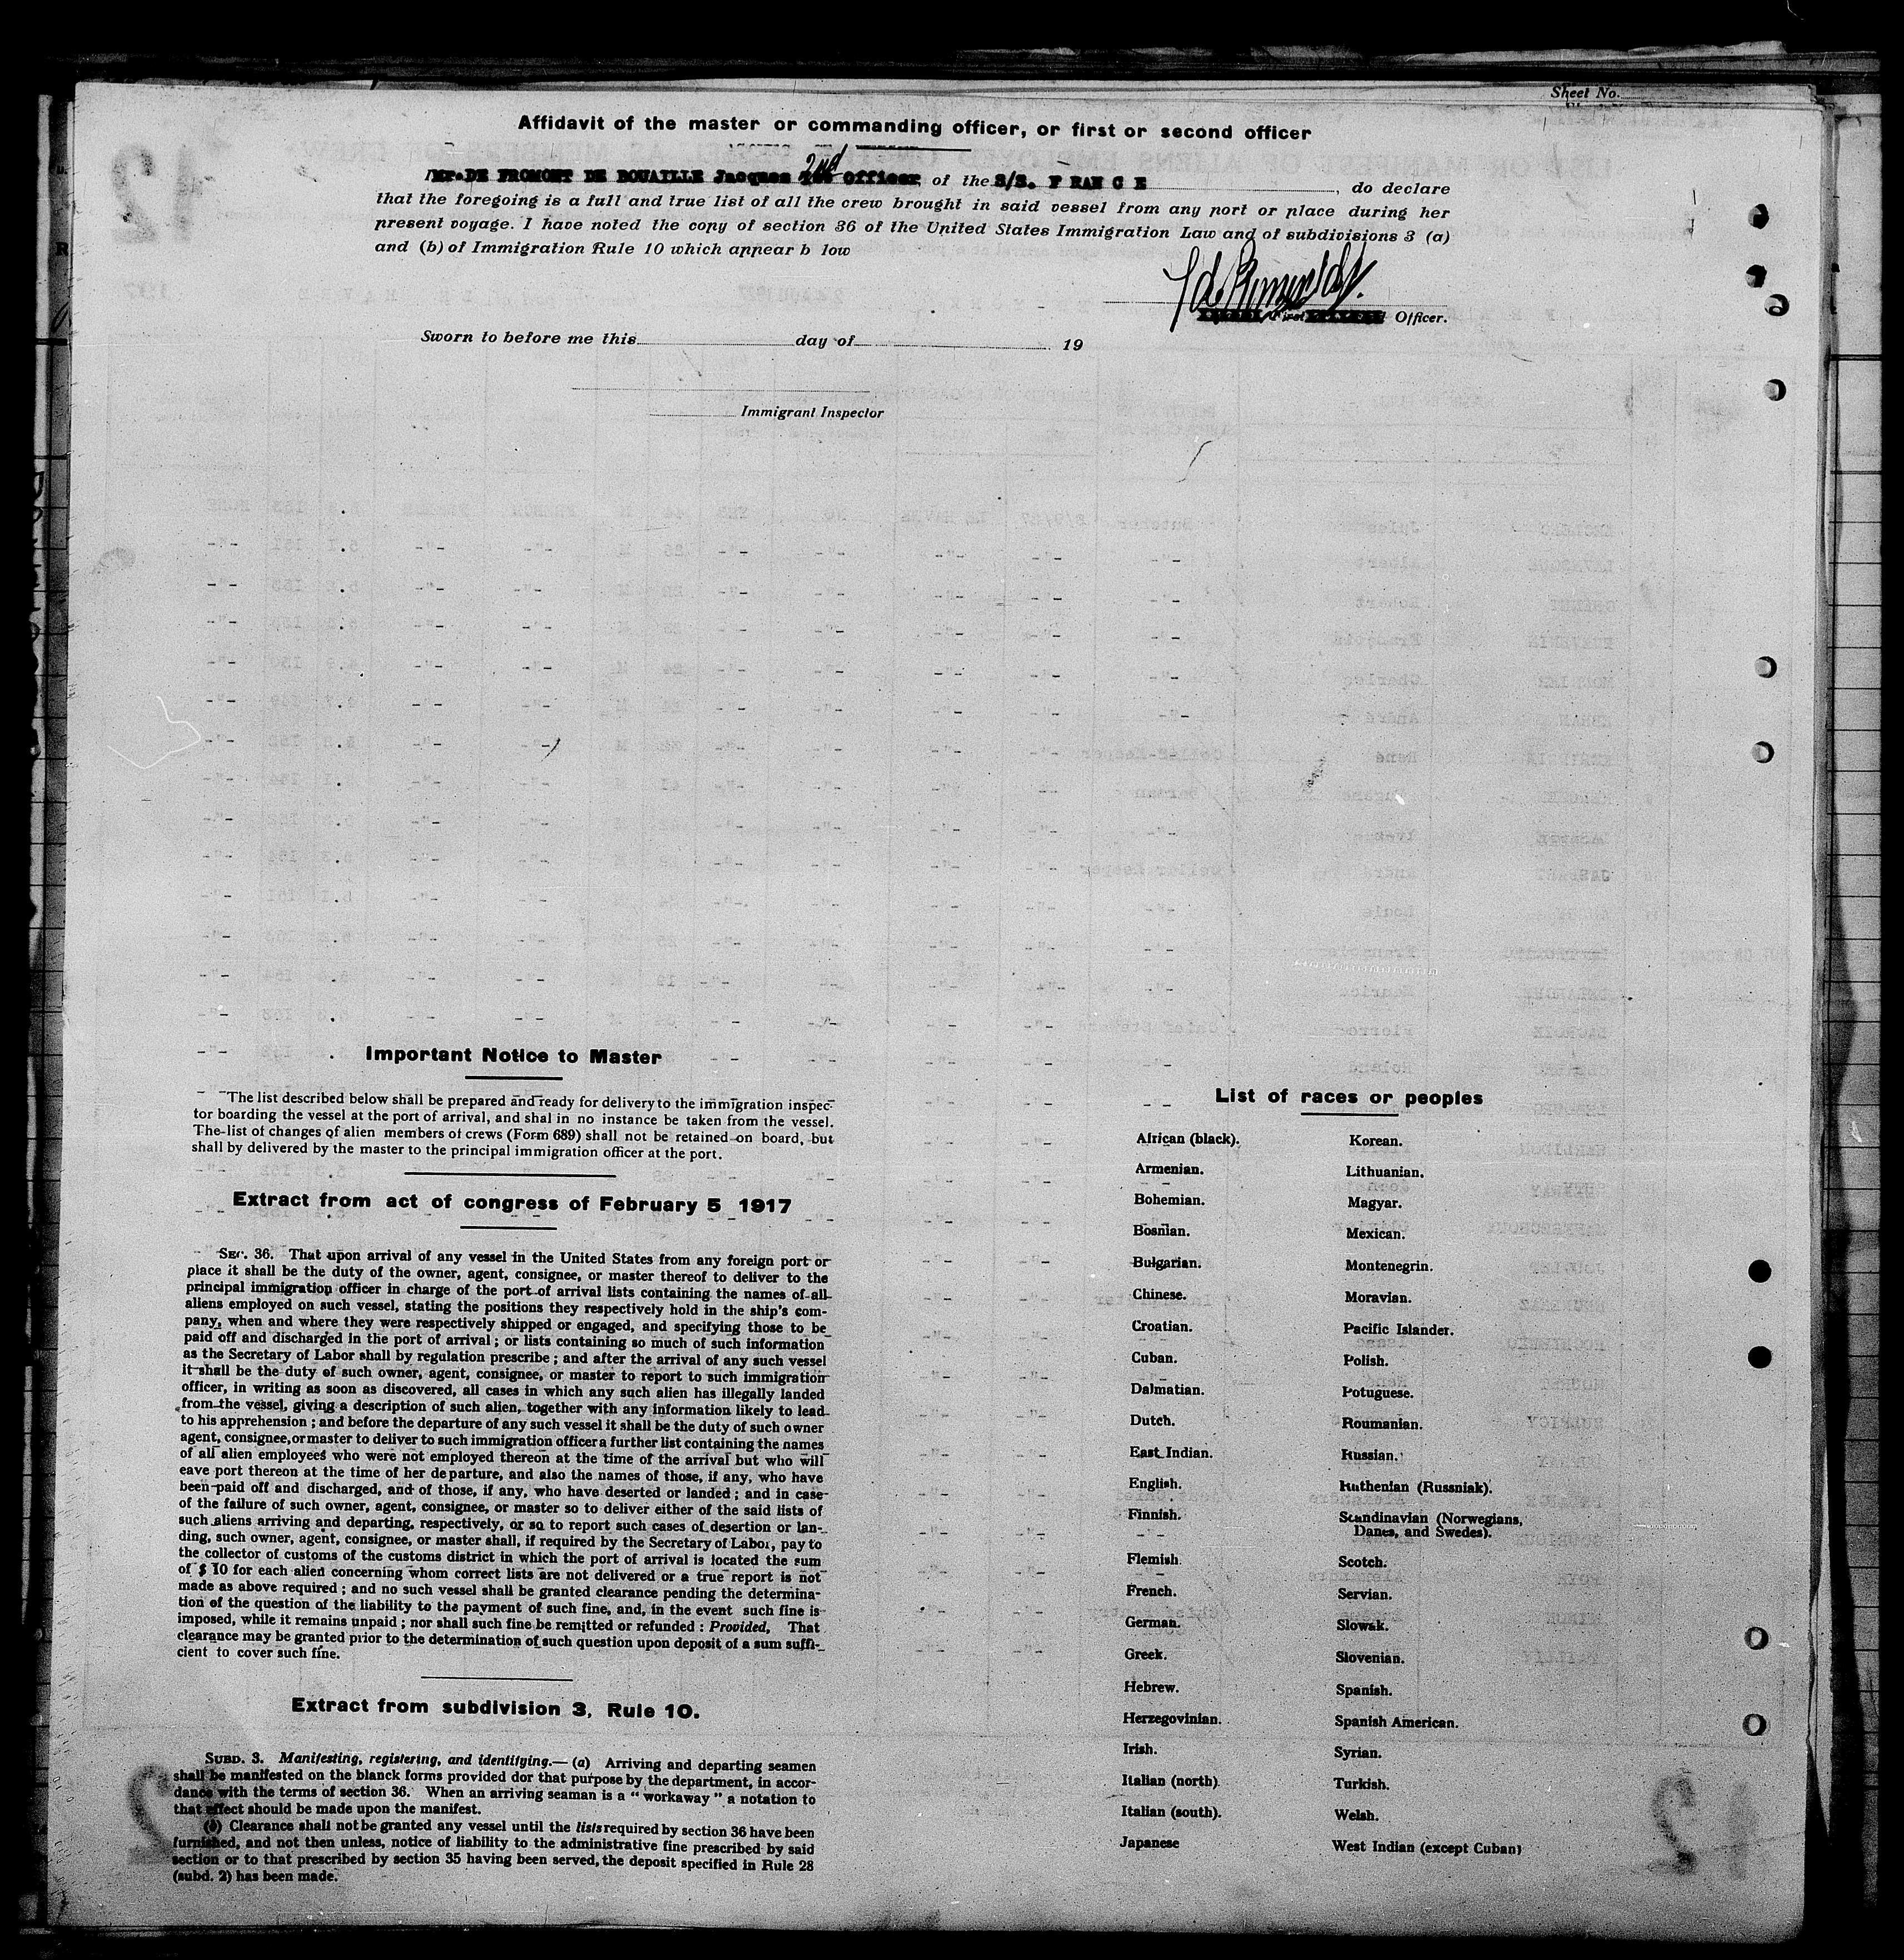 Sheet No.
Affidavit of the master or commanding officer, or first or second officer
2nd
I Mr. DE FROMONT DE BOUAILLE Jacques 1st Officer, of the S/S. FRANCE, do declare
that the foregoing is a full and true list of all the crew brought in said vessel from any port or place during her
present voyage. I have noted the copy of section 36 of the United States Immigration Law and of subdivisions 3 (a)
and (b) of Immigration Rule 10 which appear b low
First Officer.
Sworn to before me this day of 19
Immigrant Inspector
Important Notice to Master
The list described below shall be prepared and ready for delivery to the immigration inspec-
tor boarding the vessel at the port of arrival, and shal in no instance be taken from the vessel.
The list of changes of alien members of crews (Form 689) shall not be retained on board, but
shall by delivered by the master to the principal immigration officer at the port.
Extract from act of congress of February 5 1917
SEC. 36. That upon arrival of any vessel in the United States from any foreign port or
place it shall be the duty of the owner, agent, consignee, or master thereof to deliver to the
principal immigration officer in charge of the port of arrival lists containing the names of all
aliens employed on such vessel, stating the positions they respectively hold in the ship's com-
pany, when and where they were respectively shipped or engaged, and specifying those to be
paid off and discharged in the port of arrival; or lists containing so much of such information
as the Secretary of Labor shall by regulation prescribe; and after the arrival of any such vessel
it shall be the duty of such owner, agent, consignee, or master to report to such immigration
officer, in writing as soon as discovered, all cases in which any such alien has illegally landed
from the vessel, giving a description of such alien, together with any information likely to lead
to his apprehension; and before the departure of any such vessel it shall be the duty of such owner
agent, consignee, or master to deliver to such immigration officer a further list containing the names
of all alien employees who were not employed thereon at the time of the arrival but who will
eave port thereon at the time of her departure, and also the names of those, if any, who have
been paid off and discharged, and of those, if any, who have deserted or landed; and in case
of the failure of such owner, agent, consignee, or master so to deliver either of the said lists of
such aliens arriving and departing, respectively, or so to report such cases of desertion or lan-
ding, such owner, agent, consignee, or master shall, if required by the Secretary of Labor, pay to
the collector of customs of the customs district in which the port of arrival is located the sum
of $ 10 for each alien concerning whom correct lists are not delivered or a true report is not
made as above required; and no such vessel shall be granted clearance pending the determina-
tion of the question of the liability to the payment of such fine, and, in the event such fine is
imposed, while it remains unpaid; nor shall such fine be remitted or refunded: Provided, That
clearance may be granted prior to the determination of such question upon deposit of a sum suffi-
cient to cover such fine.
Extract from subdivision 3, Rule 10.
SUBD. 3. Manifesting, registering, and identifying.— (a) Arriving and departing seamen
shall be manifested on the blanck forms provided dor that purpose by the department, in accor-
dance with the terms of section 36. When an arriving seaman is a "workaway" a notation to
that effect should be made upon the manifest.
(b) Clearance shall not be granted any vessel until the lists required by section 36 have been
furnished, and not then unless, notice of liability to the administrative fine prescribed by said
section or to that prescribed by section 35 having been served, the deposit specified in Rule 28
(subd. 2) has been made.
List of races or peoples
African (black).
Armenian.
Bohemian.
Bosnian.
Bulgarian.
Chinese.
Croatian.
Cuban.
Dalmatian.
Dutch.
East Indian.
English.
Finnish.
Flemish
French.
German.
Greek.
Hebrew.
Herzegovinian.
Irish.
Italian (north)
Italian (south).
Japanese
Korean.
Lithuanian.
Magyar.
Mexican.
Montenegrin.
Moravian.
Pacific Islander.
Polish.
Potuguese.
Roumanian.
Russian.
Ruthenian (Russniak).
Scandinavian (Norwegians,
Danes, and Swedes).
Scotch.
Servian.
Slowak.
Slovenian.
Spanish.
Spanish American.
Syrian.
Turkish.
Welsh.
West Indian (except Cuban)